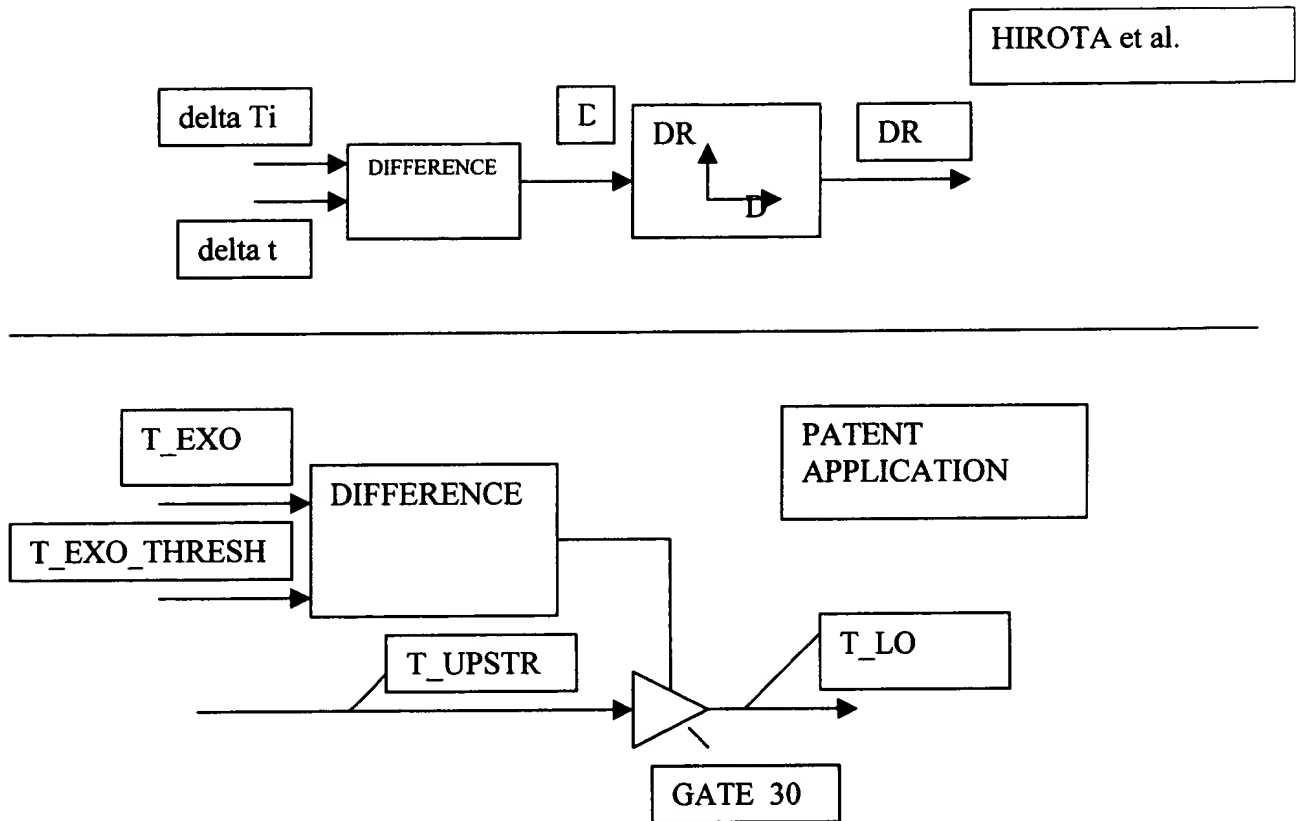 HIROTA et al.
delta Ti
D
DR
DR
DIFFERENCE
D
delta t
T_EXO
PATENT
APPLICATION
DIFFERENCE
T_EXO_THRESH
T_UPSTR
T_LO
GATE 30